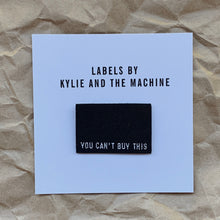 LABELS BY
KYLIE AND THE MACHINE
YOU CAN'T BUY THIS